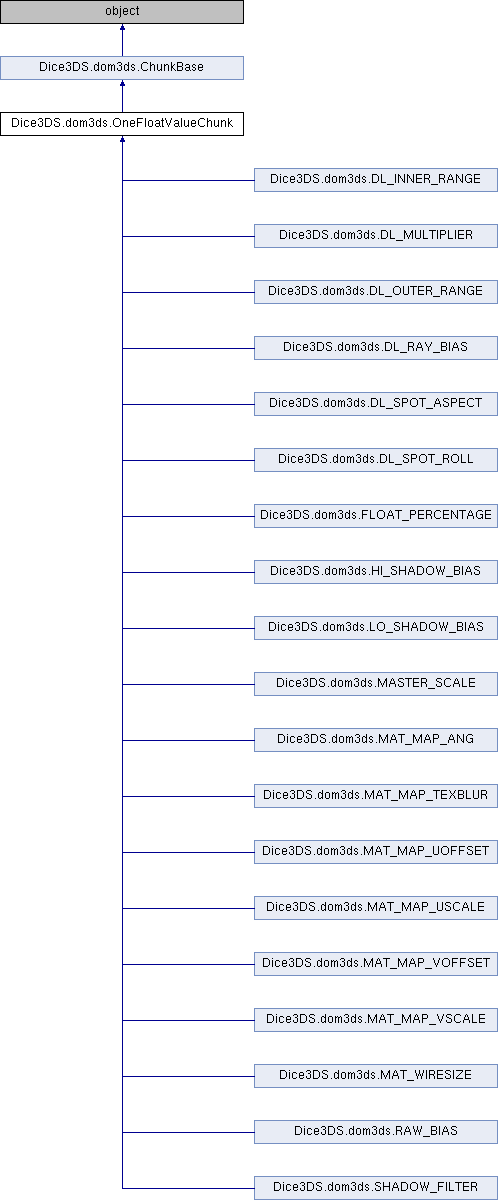 object
Dice3DS.dom3ds.ChunkBase
Dice3DS.dom3ds.OneFloatValueChunk
Dice3DS.dom3ds.DL_INNER_RANGE
Dice3DS.dom3ds.DL_MULTIPLIER
Dice3DS.dom3ds.DL_OUTER_RANGE
Dice3DS.dom3ds.DL_RAY_BIAS
Dice3DS.dom3ds.DL_SPOT_ASPECT
Dice3DS.dom3ds.DL_SPOT_ROLL
Dice3DS.dom3ds.FLOAT_PERCENTAGE
Dice3DS.dom3ds.HI_SHADOW_BIAS
Dice3DS.dom3ds.LO_SHADOW_BIAS
Dice3DS.dom3ds.MASTER_SCALE
Dice3DS.dom3ds.MAT_MAP_ANG
Dice3DS.dom3ds.MAT_MAP_TEXBLUR
Dice3DS.dom3ds.MAT_MAP_UOFFSET
Dice3DS.dom3ds.MAT_MAP_USCALE
Dice3DS.dom3ds.MAT_MAP_VOFFSET
Dice3DS.dom3ds.MAT_MAP_VSCALE
Dice3DS.dom3ds.MAT_WIRESIZE
Dice3DS.dom3ds.RAW_BIAS
Dice3DS.dom3ds.SHADOW_FILTER